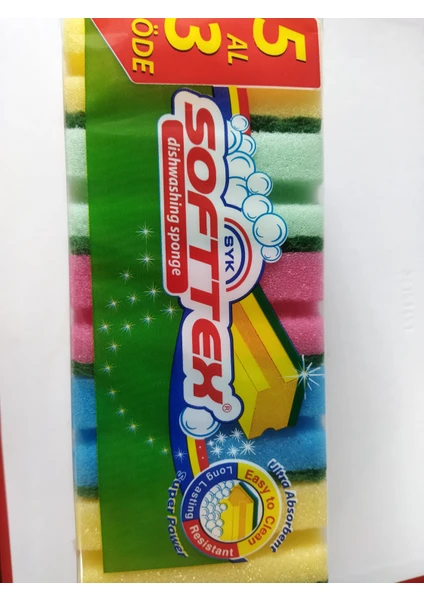 5 AL
3 ÖDE
SYK
SOFTTEX®
dishwashing sponge
Ultra Absorbent
Easy to Clean
Long Lasting
Resistant
Super Power